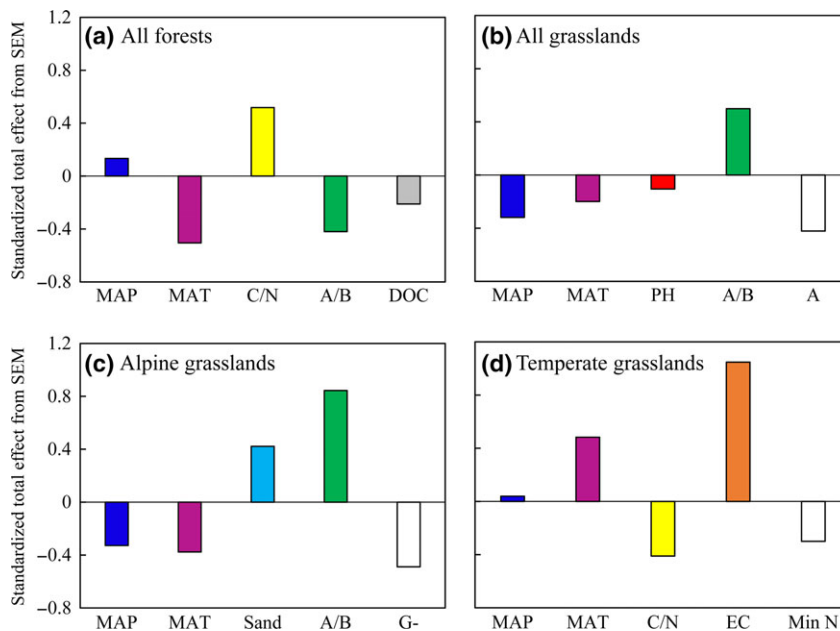 Standardized total effect from SEM
1.2
0.8
0.4
0
−0.4
−0.8
(a) All forests
MAP MAT C/N A/B DOC
(b) All grasslands
MAP MAT PH A/B A
Standardized total effect from SEM
1.2
0.8
0.4
0
−0.4
−0.8
(c) Alpine grasslands
MAP MAT Sand A/B G-
(d) Temperate grasslands
MAP MAT C/N EC Min N